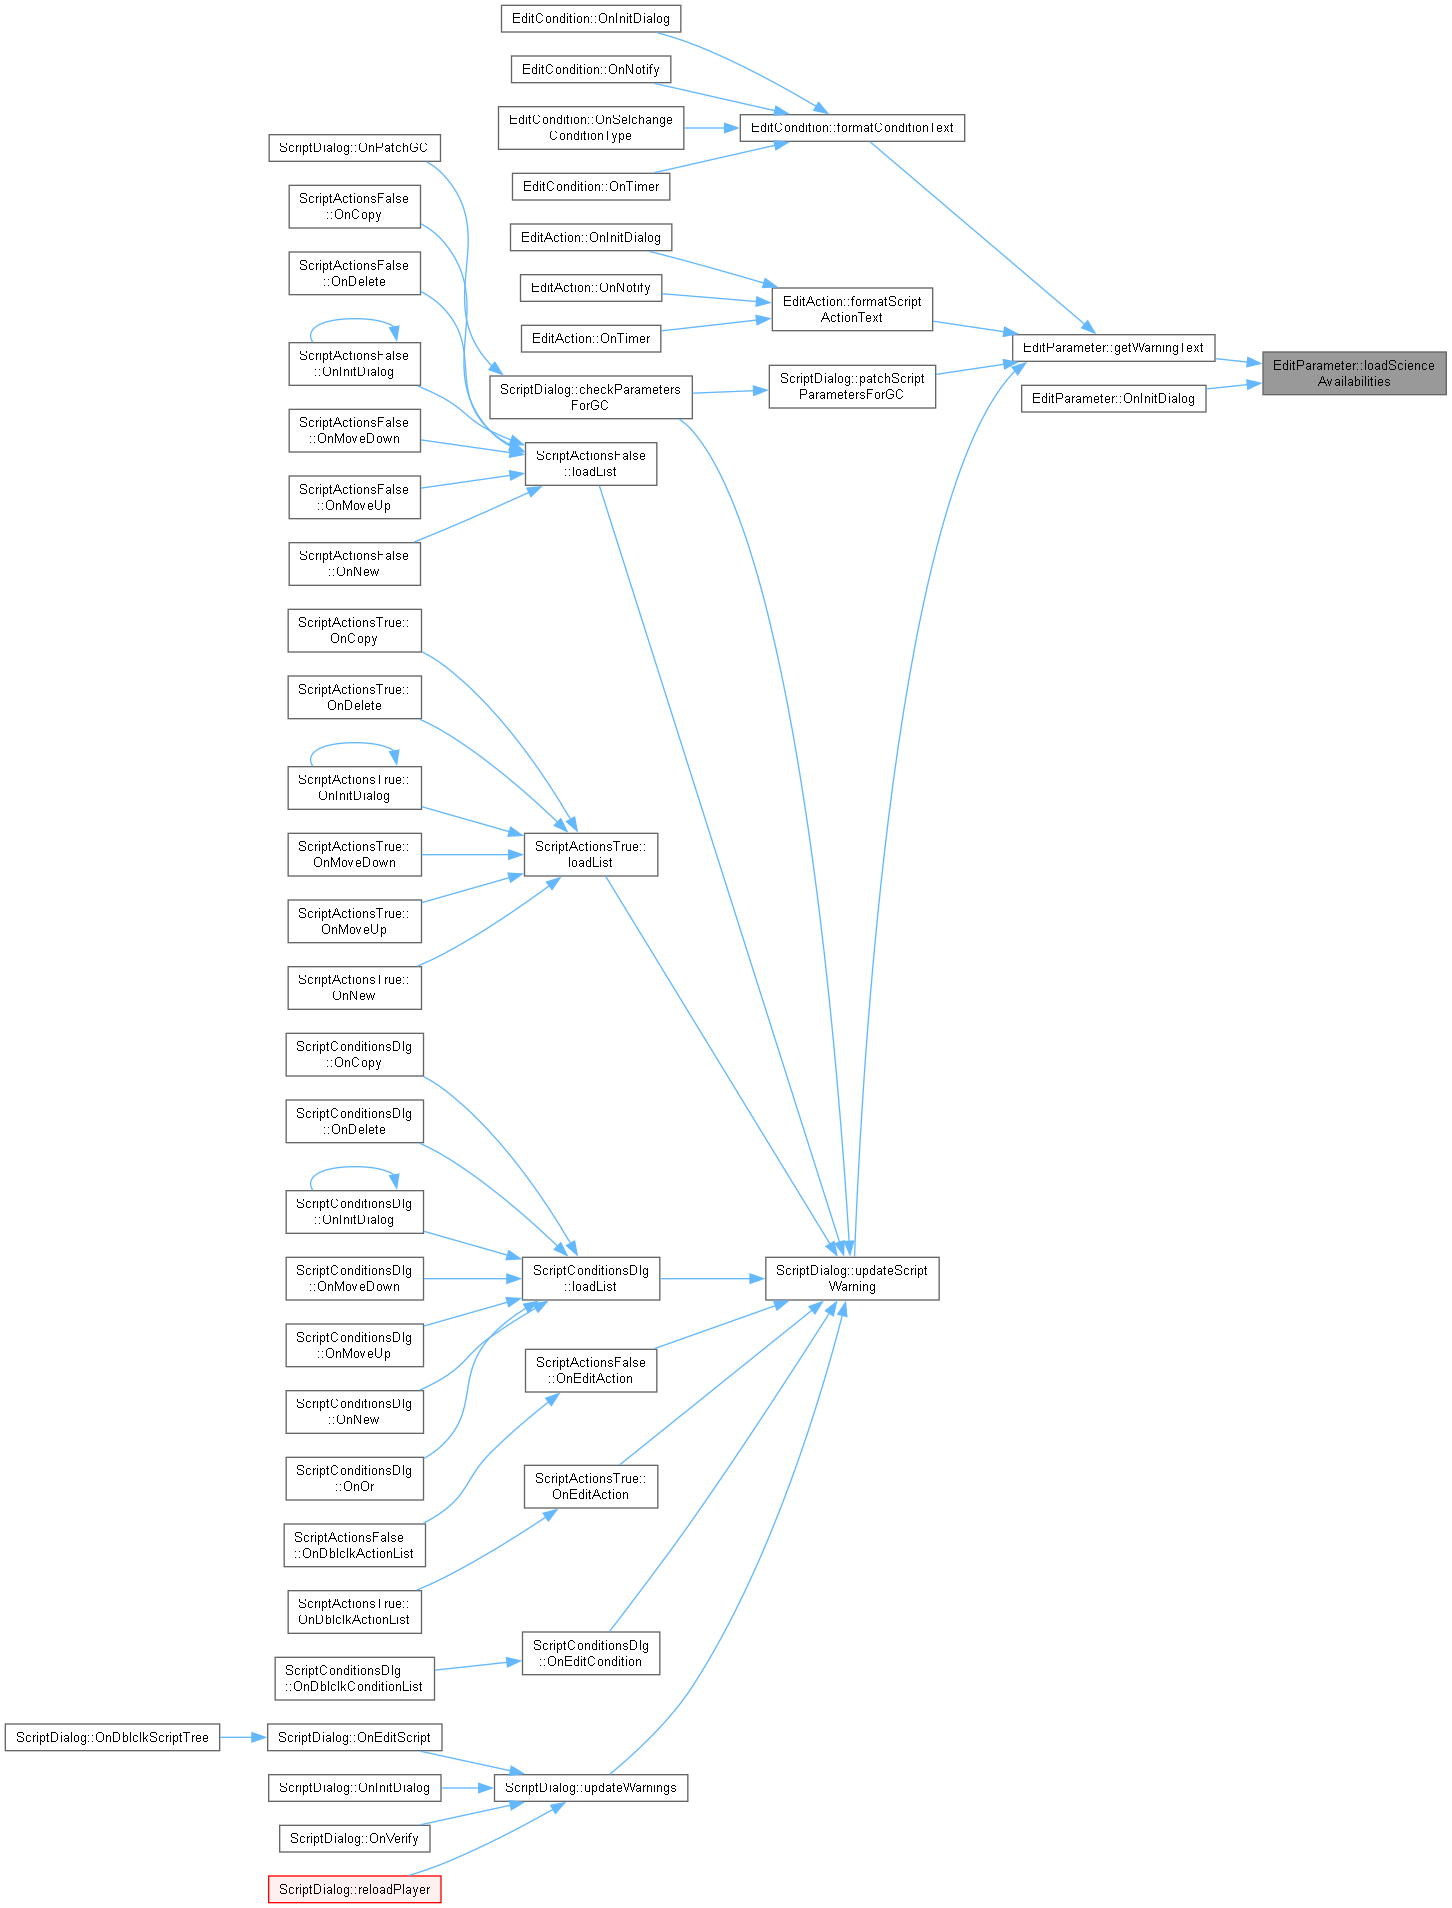 EditCondition::OnInitDialog
EditCondition::OnNotify
EditCondition::OnSelchange
ConditionType
EditCondition::formatConditionText
ScriptDialog::OnPatchGC
EditCondition::OnTimer
ScriptActionsFalse
::OnCopy
EditAction::OnInitDialog
ScriptActionsFalse
::OnDelete
EditAction::OnNotify
EditAction::formatScript
ActionText
EditAction::OnTimer
EditParameter::getWarningText
ScriptActionsFalse
::OnInitDialog
EditParameter::loadScience
Availabilities
ScriptDialog::patchScript
ParametersForGC
ScriptDialog::checkParameters
ForGC
EditParameter::OnInitDialog
ScriptActionsFalse
::OnMoveDown
ScriptActionsFalse
::loadList
ScriptActionsFalse
::OnMoveUp
ScriptActionsFalse
::OnNew
ScriptActionsTrue::
OnCopy
ScriptActionsTrue::
OnDelete
ScriptActionsTrue::
OnInitDialog
ScriptActionsTrue::
OnMoveDown
ScriptActionsTrue::
loadList
ScriptActionsTrue::
OnMoveUp
ScriptActionsTrue::
OnNew
ScriptConditionsDlg
::OnCopy
ScriptConditionsDlg
::OnDelete
ScriptConditionsDlg
::OnInitDialog
ScriptConditionsDlg
::OnMoveDown
ScriptConditionsDlg
::loadList
ScriptDialog::updateScript
Warning
ScriptConditionsDlg
::OnMoveUp
ScriptActionsFalse
::OnEditAction
ScriptConditionsDlg
::OnNew
ScriptConditionsDlg
::OnOr
ScriptActionsTrue::
OnEditAction
ScriptActionsFalse
::OnDblclkActionList
ScriptActionsTrue::
OnDblclkActionList
ScriptConditionsDlg
::OnEditCondition
ScriptConditionsDlg
::OnDblclkConditionList
ScriptDialog::OnDblclkScriptTree
ScriptDialog::OnEditScript
ScriptDialog::OnInitDialog
ScriptDialog::updateWarnings
ScriptDialog::OnVerify
ScriptDialog::reloadPlayer